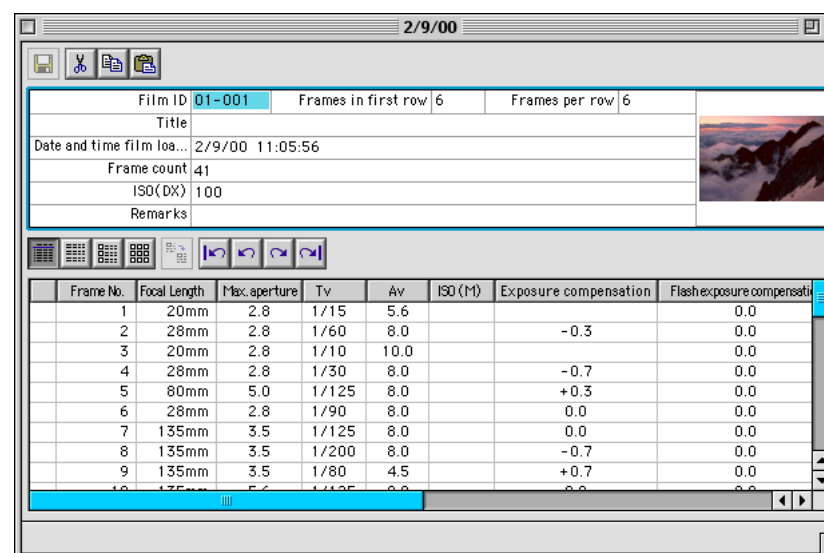 2/9/00
Film ID 01-001 Frames in first row 6 Frames per row 6
Title
Date and time film loa... 2/9/00 11:05:56
Frame count 41
ISO(DX) 100
Remarks
Frame No. Focal Length Max. aperture Tv Av ISO(M) Exposure compensation Flash exposure compensati
1 20mm 2.8 1/15 5.6 0.0
2 28mm 2.8 1/60 8.0 -0.3 0.0
3 20mm 2.8 1/10 10.0 0.0
4 28mm 2.8 1/30 8.0 -0.7 0.0
5 80mm 5.0 1/125 8.0 +0.3 0.0
6 28mm 2.8 1/90 8.0 0.0 0.0
7 135mm 3.5 1/125 8.0 0.0 0.0
8 135mm 3.5 1/200 8.0 -0.7 0.0
9 135mm 3.5 1/80 4.5 +0.7 0.0